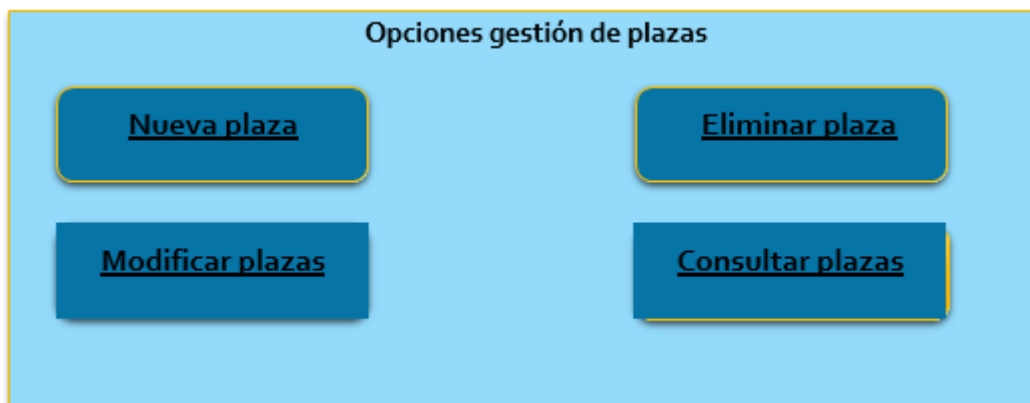 Opciones gestión de plazas
Nueva plaza
Eliminar plaza
Modificar plazas
Consultar plazas